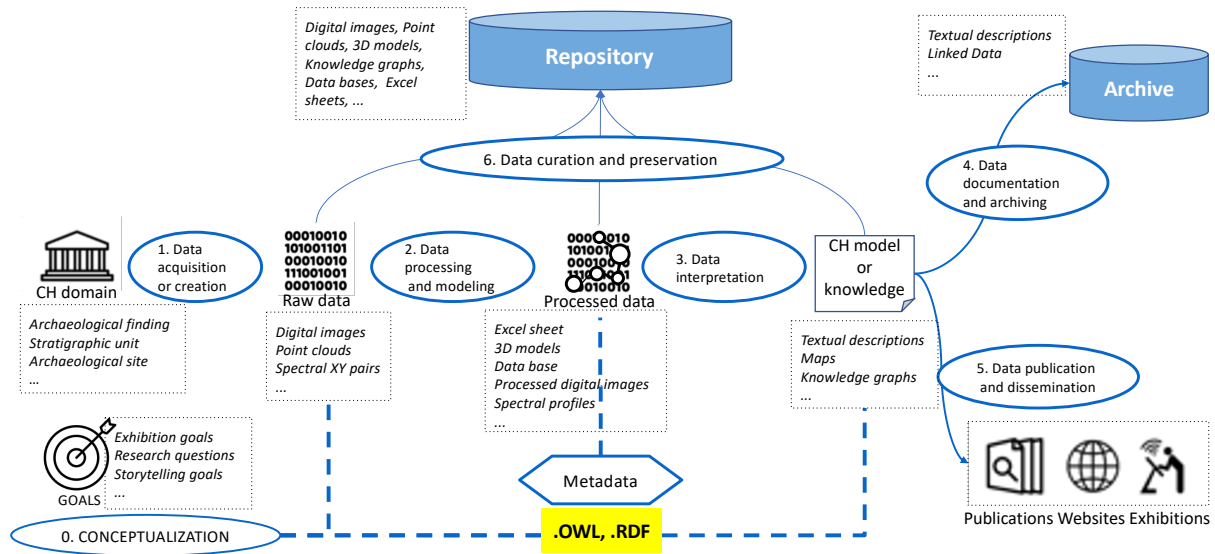 Digital images, Point
clouds, 3D models,
Knowledge graphs,
Data bases, Excel
sheets, ...
Repository
Textual descriptions
Linked Data
...
Archive
6. Data curation and preservation
4. Data
documentation
and archiving
CH domain
1. Data
acquisition
or creation
00010010
101001101
00010010
111001001
00010010
Raw data
2. Data
processing
and modeling
Processed data
3. Data
interpretation
CH model
or
knowledge
Archaeological finding
Stratigraphic unit
Archaeological site
...
Digital images
Point clouds
Spectral XY pairs
...
Excel sheet
3D models
Data base
Processed digital images
Spectral profiles
...
Textual descriptions
Maps
Knowledge graphs
...
5. Data publication
and dissemination
GOALS
Exhibition goals
Research questions
Storytelling goals
...
Metadata
0. CONCEPTUALIZATION
.OWL, .RDF
Publications Websites Exhibitions